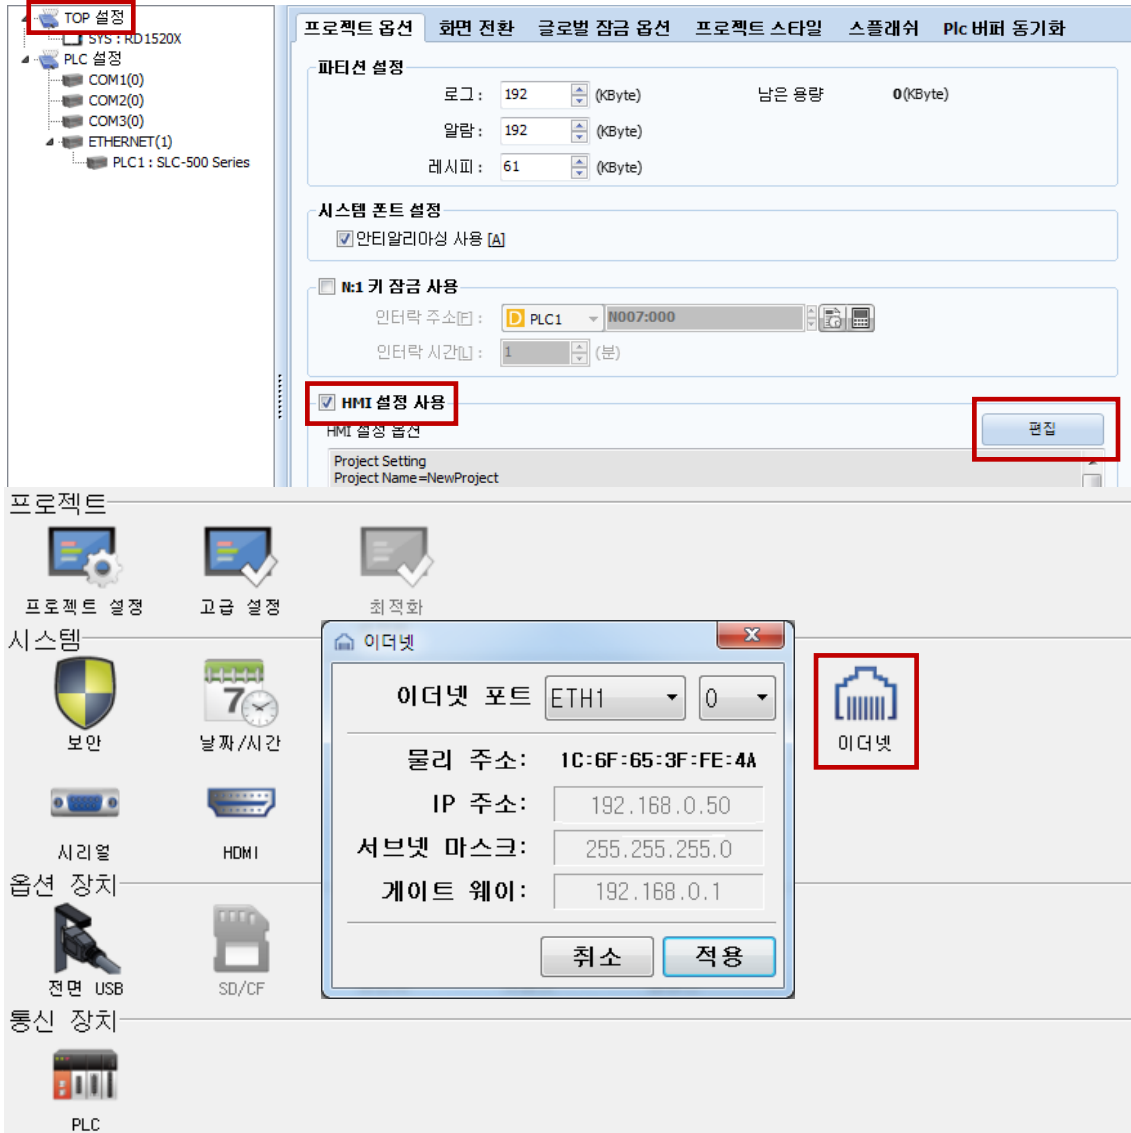 TOP 설정
SYS : RD1520X
PLC 설정
COM1(0)
COM2(0)
COM3(0)
ETHERNET(1)
PLC1 : SLC-500 Series
프로젝트 옵션 화면 전환 글로벌 잠금 옵션 프로젝트 스타일 스플래쉬 Plc 버퍼 동기화
파티션 설정
로그 : 192 (KByte) 남은 용량 0(KByte)
알람 : 192 (KByte)
레시피 : 61 (KByte)
시스템 폰트 설정
안티알리아싱 사용 [A]
N:1 키 잠금 사용
인터락 주소[F] : D PLC1 N007:000
인터락 시간[L] : 1 (분)
HMI 설정 사용
HMI 설정 옵션 편집
Project Setting
Project Name=NewProject
프로젝트
프로젝트 설정 고급 설정 최적화
시스템
보안 날짜/시간 이더넷
시리얼 HDMI
옵션 장치
전면 USB SD/CF
통신 장치
PLC
이더넷
이더넷 포트 ETH1 0
물리 주소: 1C:6F:65:3F:FE:4A
IP 주소: 192.168.0.50
서브넷 마스크: 255.255.255.0
게이트 웨이: 192.168.0.1
취소 적용
7